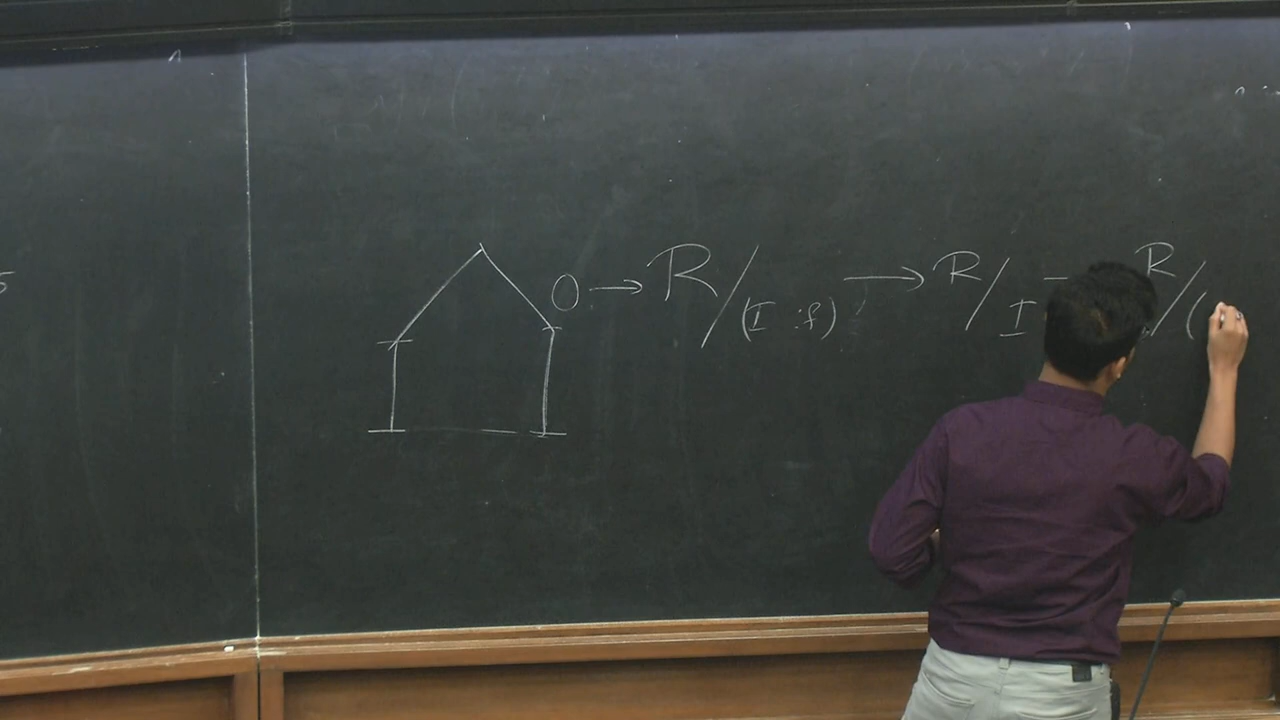 0 → R/(I :f) → R/I – R/(